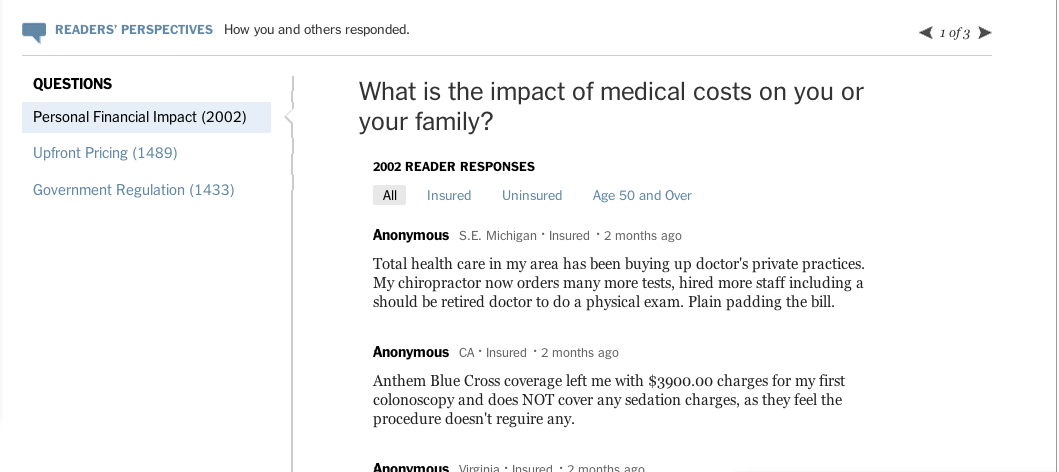 READERS' PERSPECTIVES How you and others responded.
1 of 3
QUESTIONS
Personal Financial Impact (2002)
Upfront Pricing (1489)
Government Regulation (1433)
What is the impact of medical costs on you or
your family?
2002 READER RESPONSES
All Insured Uninsured Age 50 and Over
Anonymous S.E. Michigan · Insured · 2 months ago
Total health care in my area has been buying up doctor's private practices.
My chiropractor now orders many more tests, hired more staff including a
should be retired doctor to do a physical exam. Plain padding the bill.
Anonymous CA · Insured · 2 months ago
Anthem Blue Cross coverage left me with $3900.00 charges for my first
colonoscopy and does NOT cover any sedation charges, as they feel the
procedure doesn't reguire any.
Anonymous Virginia · Insured · 2 months ago